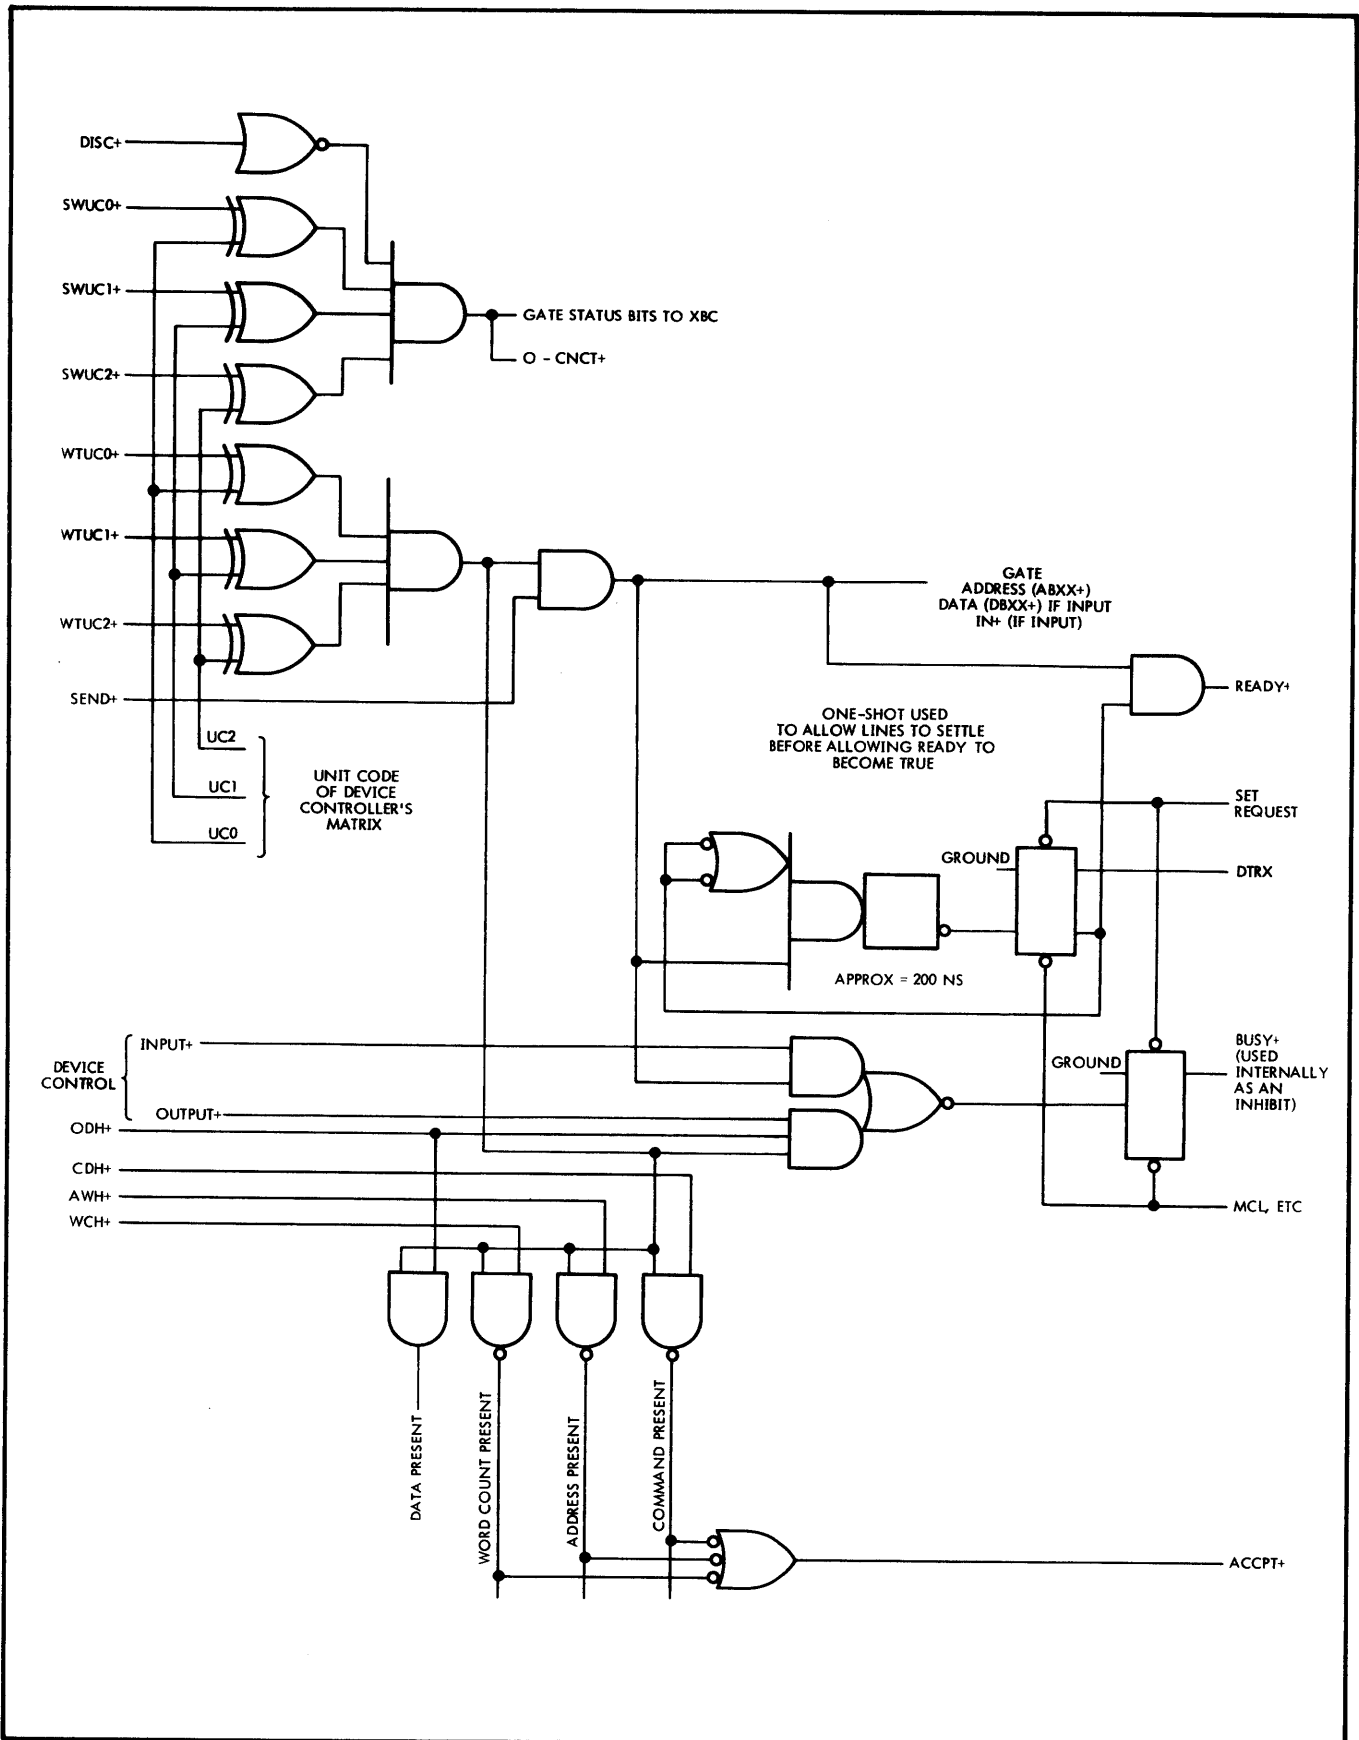 DISC+
SWUC0+
SWUC1+
GATE STATUS BITS TO XBC
O - CNCT+
SWUC2+
WTUC0+
WTUC1+
GATE
ADDRESS (ABXX+)
DATA (DBXX+) IF INPUT
IN+ (IF INPUT)
WTUC2+
SEND+
READY+
ONE-SHOT USED
TO ALLOW LINES TO SETTLE
BEFORE ALLOWING READY TO
BECOME TRUE
UC2
UC1
UC0
UNIT CODE
OF DEVICE
CONTROLLER'S
MATRIX
SET
REQUEST
GROUND
DTRX
APPROX = 200 NS
DEVICE
CONTROL
INPUT+
OUTPUT+
GROUND
BUSY+
(USED
INTERNALLY
AS AN
INHIBIT)
ODH+
CDH+
AWH+
WCH+
MCL, ETC
DATA PRESENT
WORD COUNT PRESENT
ADDRESS PRESENT
COMMAND PRESENT
ACCPT+